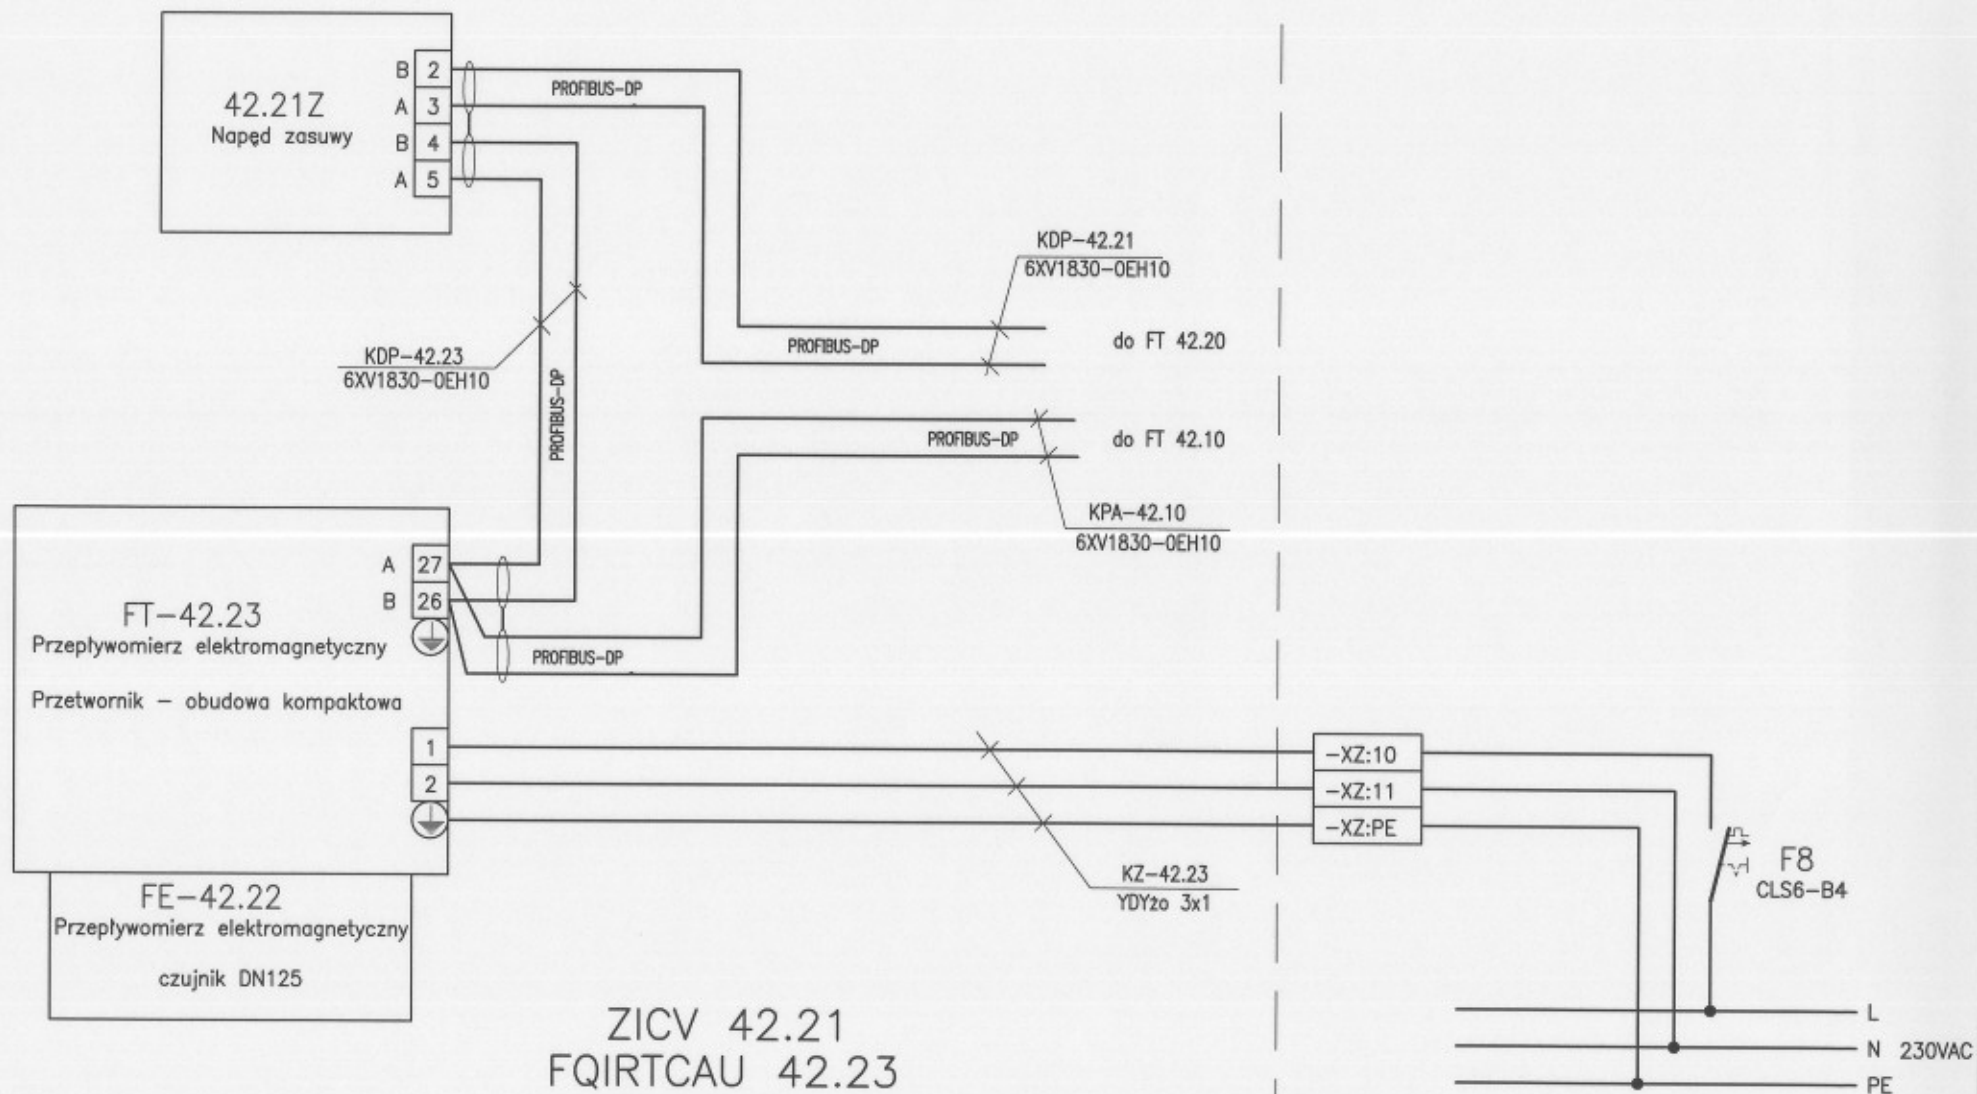 42.21Z
Napęd zasuwy
B 2
A 3
B 4
A 5
PROFIBUS-DP
KDP-42.21
6XV1830-0EH10
PROFIBUS-DP
do FT 42.20
KDP-42.23
6XV1830-0EH10
PROFIBUS-DP
PROFIBUS-DP
do FT 42.10
KPA-42.10
6XV1830-0EH10
A 27
B 26
FT-42.23
Przepływomierz elektromagnetyczny
Przetwornik – obudowa kompaktowa
PROFIBUS-DP
1
2
-XZ:10
-XZ:11
-XZ:PE
KZ-42.23
YDYżo 3x1
F8
CLS6-B4
FE-42.22
Przepływomierz elektromagnetyczny
czujnik DN125
ZICV 42.21
FQIRTCAU 42.23
L
N 230VAC
PE